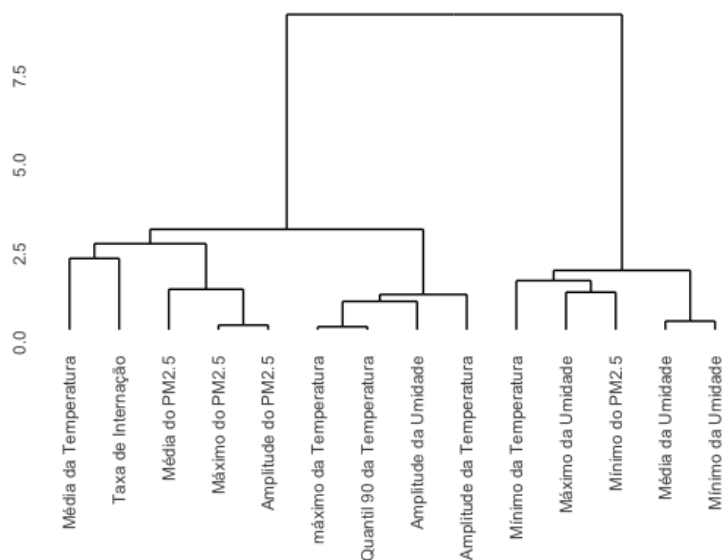 7.5
5.0
2.5
0.0
Média da Temperatura
Taxa de Internação
Média do PM2.5
Máximo do PM2.5
Amplitude do PM2.5
máximo da Temperatura
Quantil 90 da Temperatura
Amplitude da Umidade
Amplitude da Temperatura
Mínimo da Temperatura
Máximo da Umidade
Mínimo do PM2.5
Média da Umidade
Mínimo da Umidade